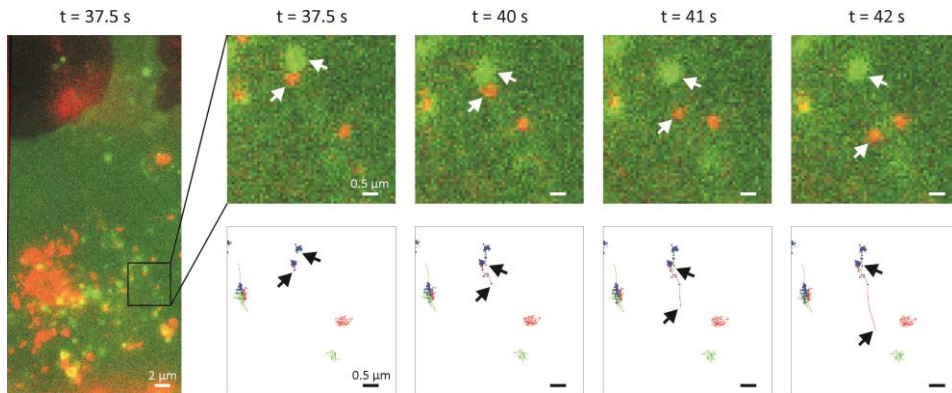 t = 37.5 s
t = 37.5 s
t = 40 s
t = 41 s
t = 42 s
0.5 µm
2 µm
0.5 µm